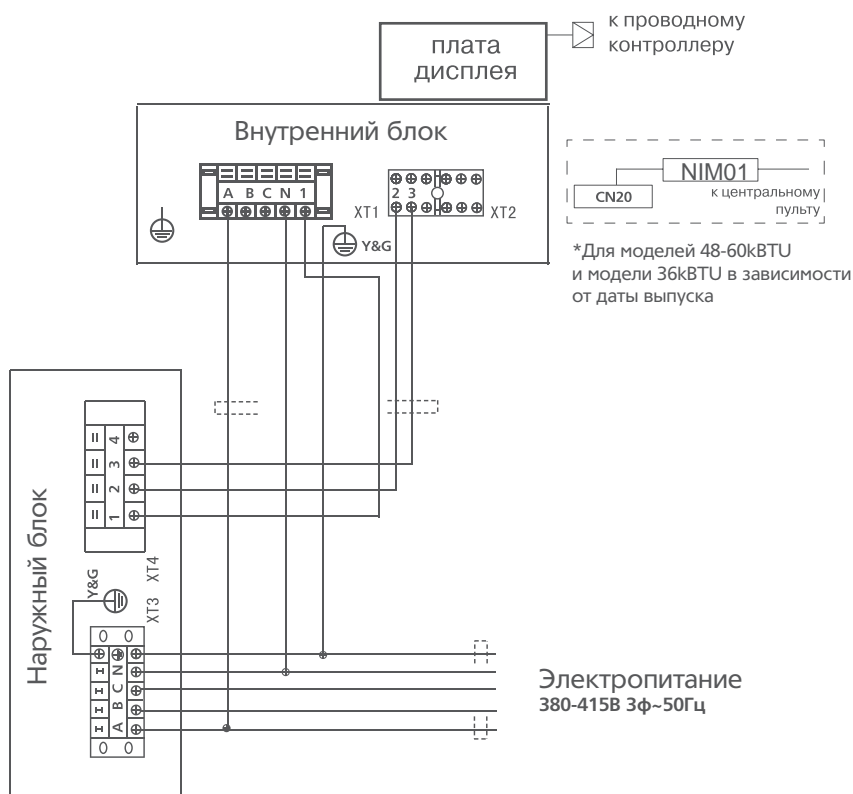 плата
дисплея
к проводному
контроллеру
Внутренний блок
A B C N 1
XT1
2 3
XT2
Y&G
NIM01
CN20
к центральному
пульту
*Для моделей 48-60kBTU
и модели 36kBTU в зависимости
от даты выпуска
Наружный блок
4
3
2
1
XT4
Y&G
XT3
N
C
B
A
Электропитание
380-415В 3ф~50Гц